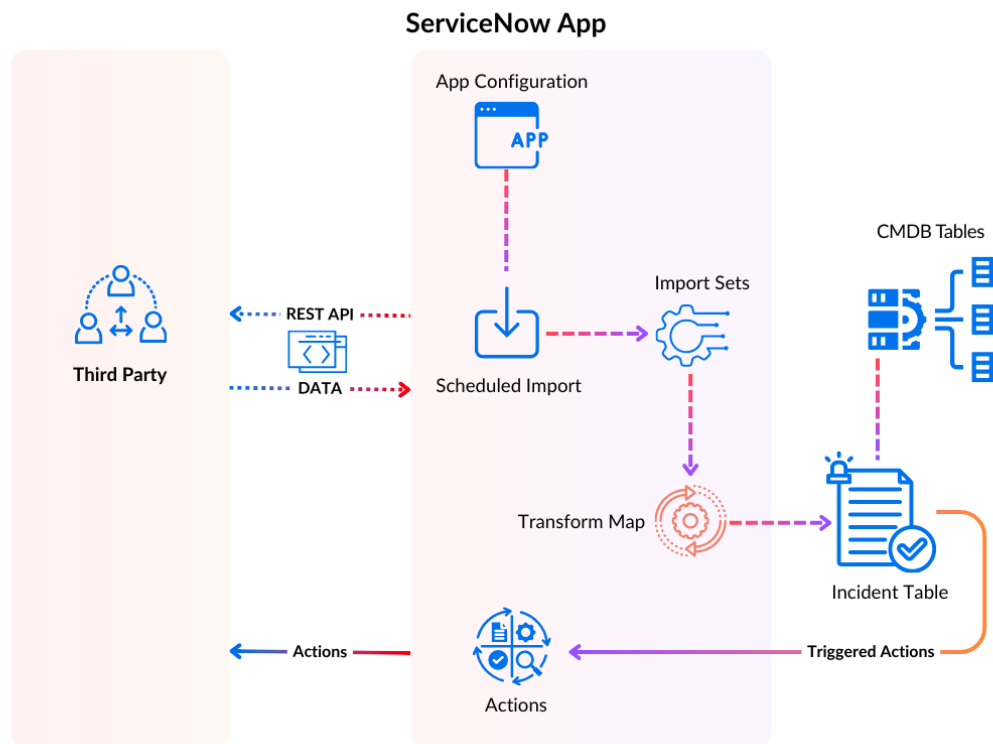 ServiceNow App
App Configuration
APP
CMDB Tables
Import Sets
REST API
Third Party
DATA
Scheduled Import
Transform Map
Incident Table
Actions
Triggered Actions
Actions